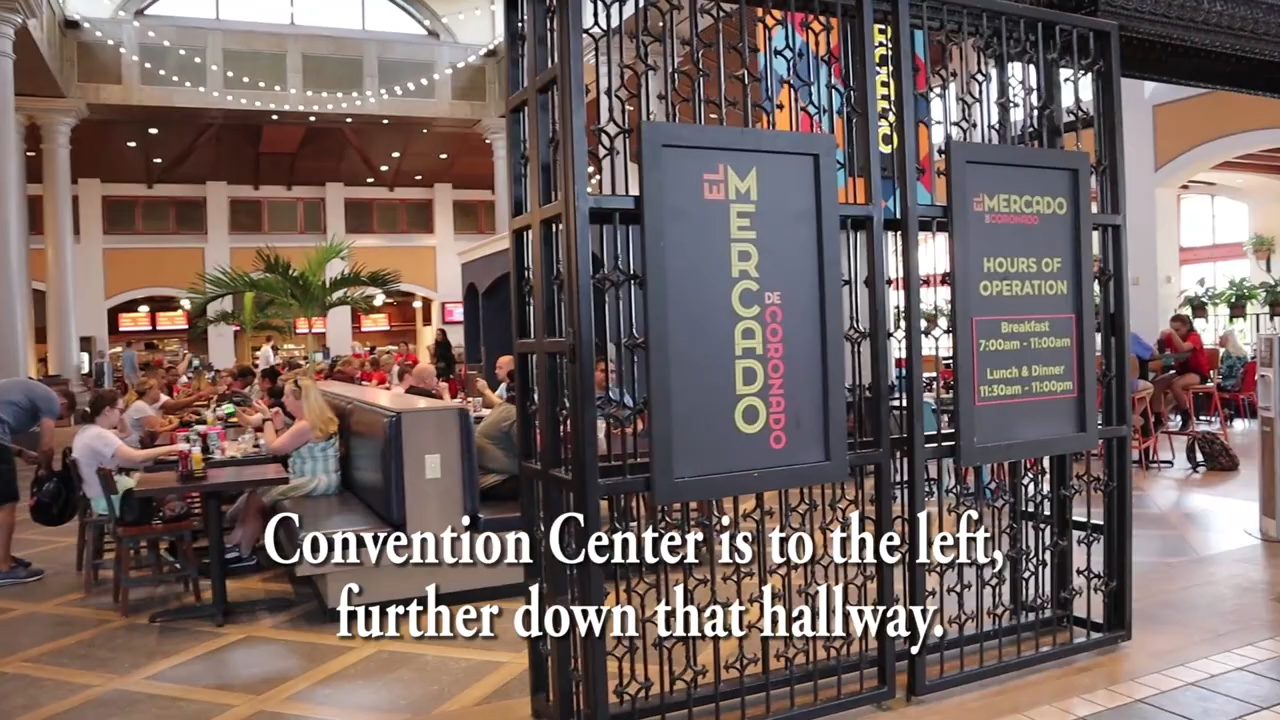 EL
MERCADO
DE CORONADO
EL MERCADO
DE CORONADO
HOURS OF
OPERATION
Breakfast
7:00am - 11:00am
Lunch & Dinner
11:30am - 11:00pm
Convention Center is to the left,
further down that hallway.